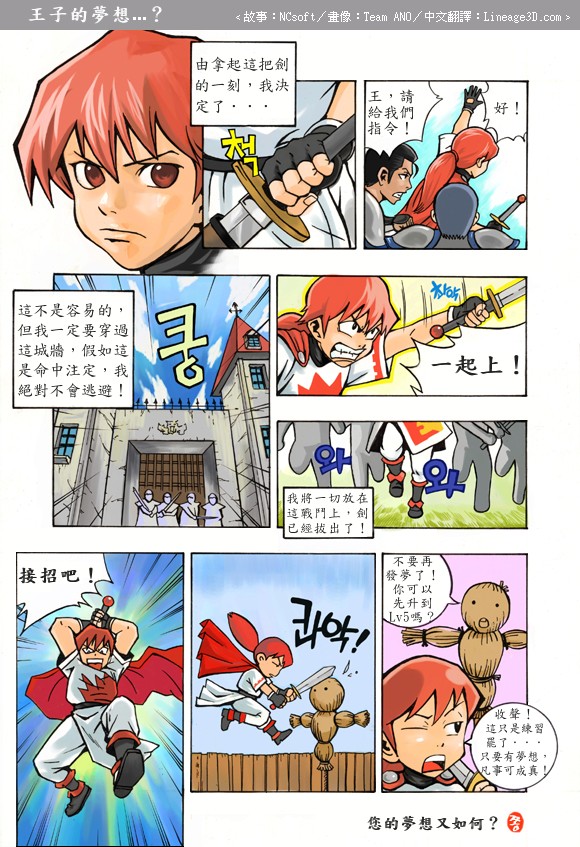 王子的夢想...？
<故事：NCsoft／畫像：Team ANO／中文翻譯：Lineage3D.com>
由拿起這把劍
的一刻，我決
定了．．．
척
王，請
給我們
指令！
好！
這不是容易的，
但我一定要穿過
這城牆，假如這
是命中注定，我
絕對不會逃避！
쿵
차악
一起上！
와
와
我將一切放在
這戰鬥上，劍
已經拔出了！
接招吧！
콰악!
不要再
發夢了！
你可以
先升到
Lv5嗎？
收聲！
這只是練習
罷了．．．
只要有夢想，
凡事可成真！
您的夢想又如何？